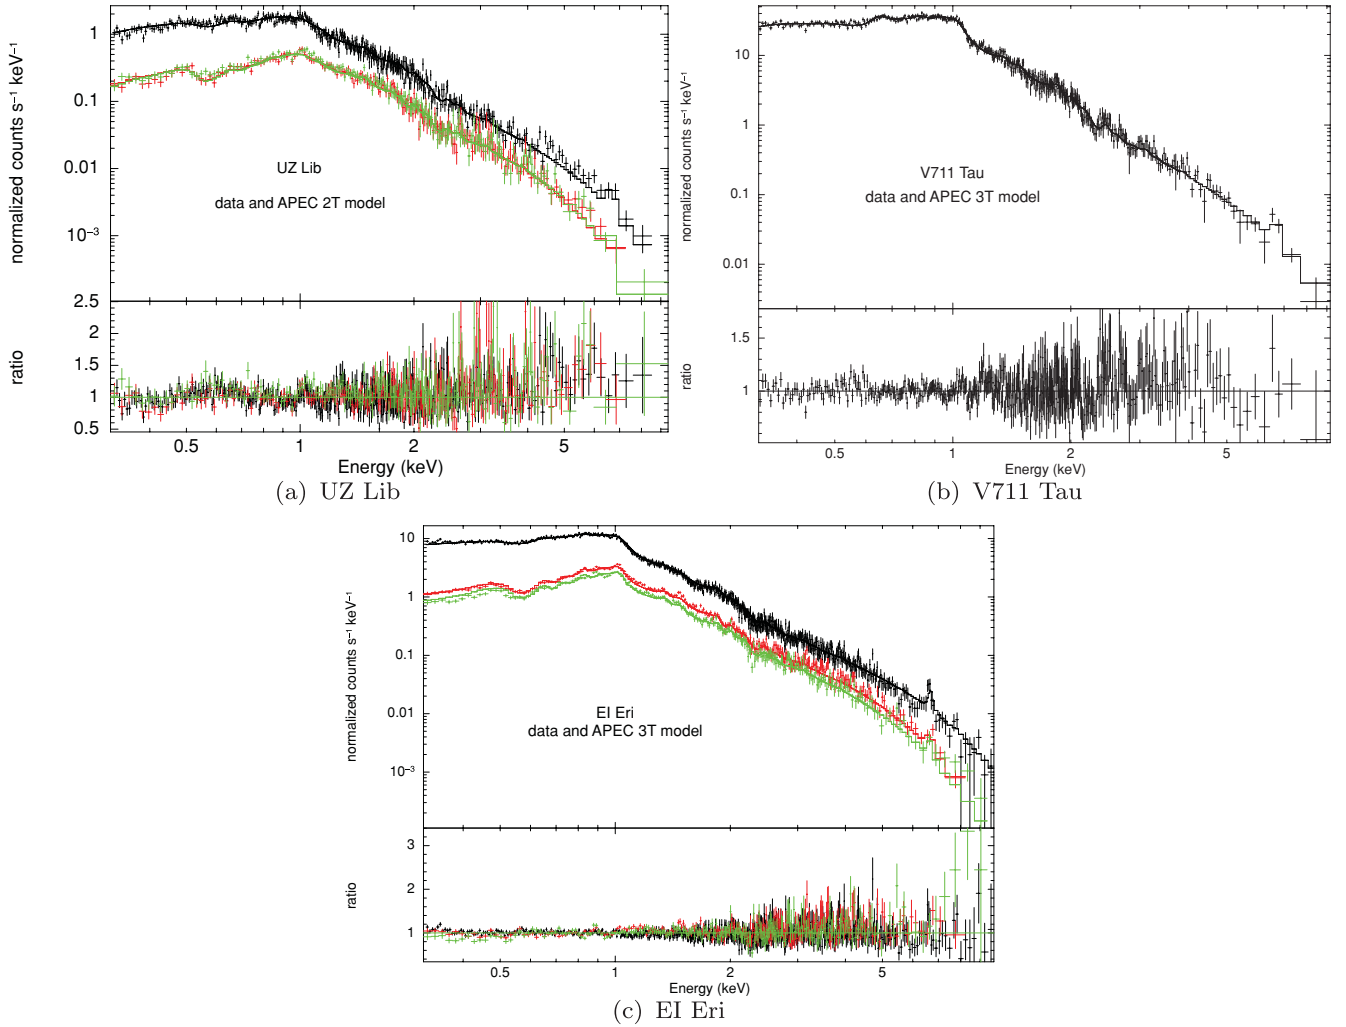 normalized counts s⁻¹ keV⁻¹
1
0.1
0.01
10⁻³
UZ Lib
data and APEC 2T model
ratio
2.5
2
1.5
1
0.5
0.5
1
2
5
Energy (keV)
(a) UZ Lib
normalized counts s⁻¹ keV⁻¹
10
1
0.1
0.01
V711 Tau
data and APEC 3T model
ratio
1.5
1
0.5
1
2
5
Energy (keV)
(b) V711 Tau
normalized counts s⁻¹ keV⁻¹
10
1
0.1
0.01
10⁻³
EI Eri
data and APEC 3T model
ratio
3
2
1
0.5
1
2
5
Energy (keV)
(c) EI Eri